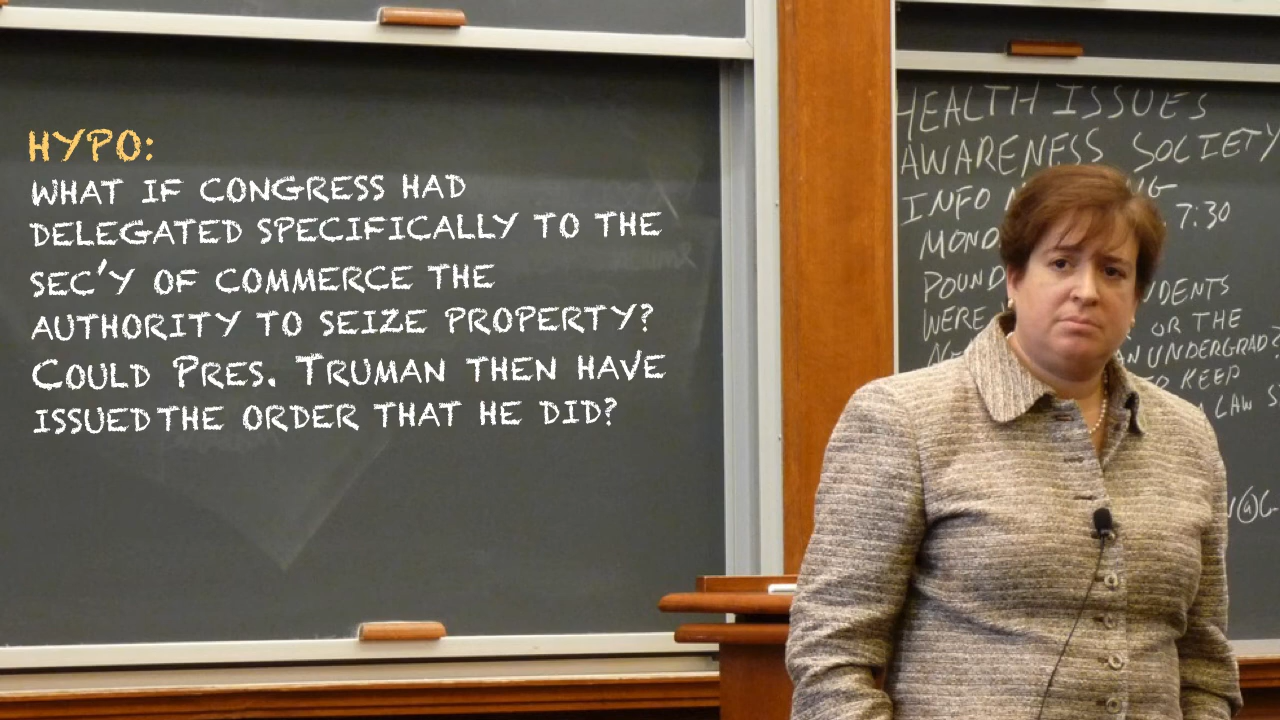 HYPO:
WHAT IF CONGRESS HAD
DELEGATED SPECIFICALLY TO THE
SEC'Y OF COMMERCE THE
AUTHORITY TO SEIZE PROPERTY?
COULD PRES. TRUMAN THEN HAVE
ISSUED THE ORDER THAT HE DID?
HEALTH ISSUES
AWARENESS SOCIETY
INFO
7:30
POUND
WERE
OR THE
UNDERGRAD
KEEP
LAW